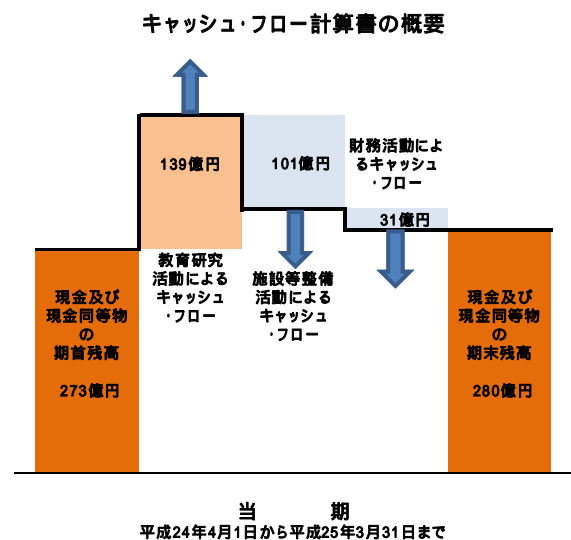 キャッシュ・フロー計算書の概要
139億円
101億円
財務活動によ
るキャッシュ
・フロー
31億円
教育研究
活動による
キャッシュ
・フロー
施設等整備
活動による
キャッシュ
・フロー
現金及び
現金同等物
の
期首残高
273億円
現金及び
現金同等物
の
期末残高
280億円
当 期
平成24年4月1日から平成25年3月31日まで